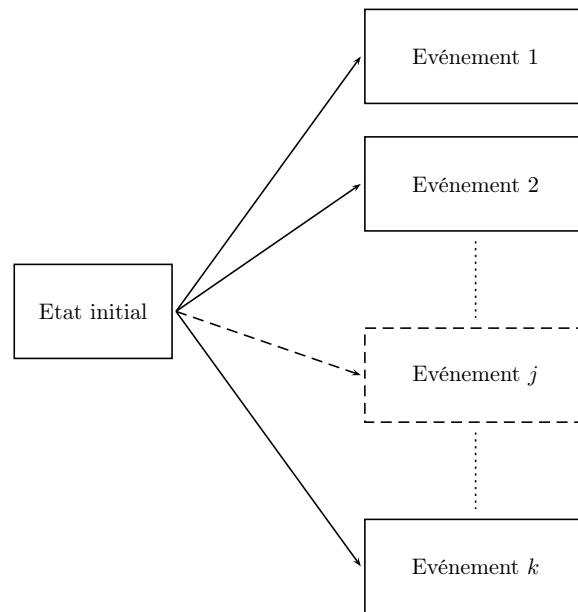 Evénement 1
Evénement 2
Etat initial
Evénement j
Evénement k